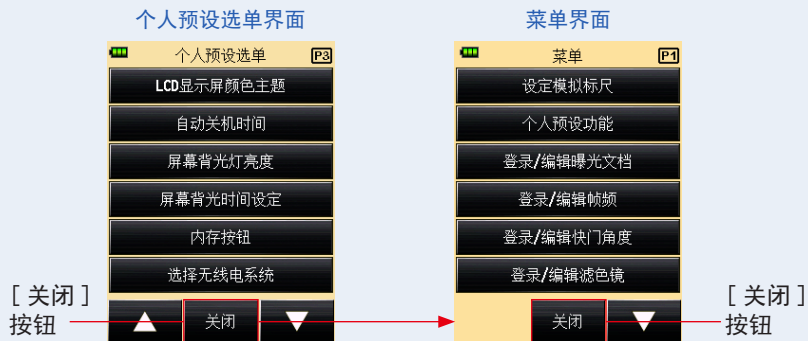 个人预设选单界面
个人预设选单 P3
LCD显示屏颜色主题
自动关机时间
屏幕背光灯亮度
屏幕背光时间设定
内存按钮
选择无线电系统
关闭
[ 关闭 ]
按钮
菜单界面
菜单 P1
设定模拟标尺
个人预设功能
登录/编辑曝光文档
登录/编辑帧频
登录/编辑快门角度
登录/编辑滤色镜
关闭
[ 关闭 ]
按钮